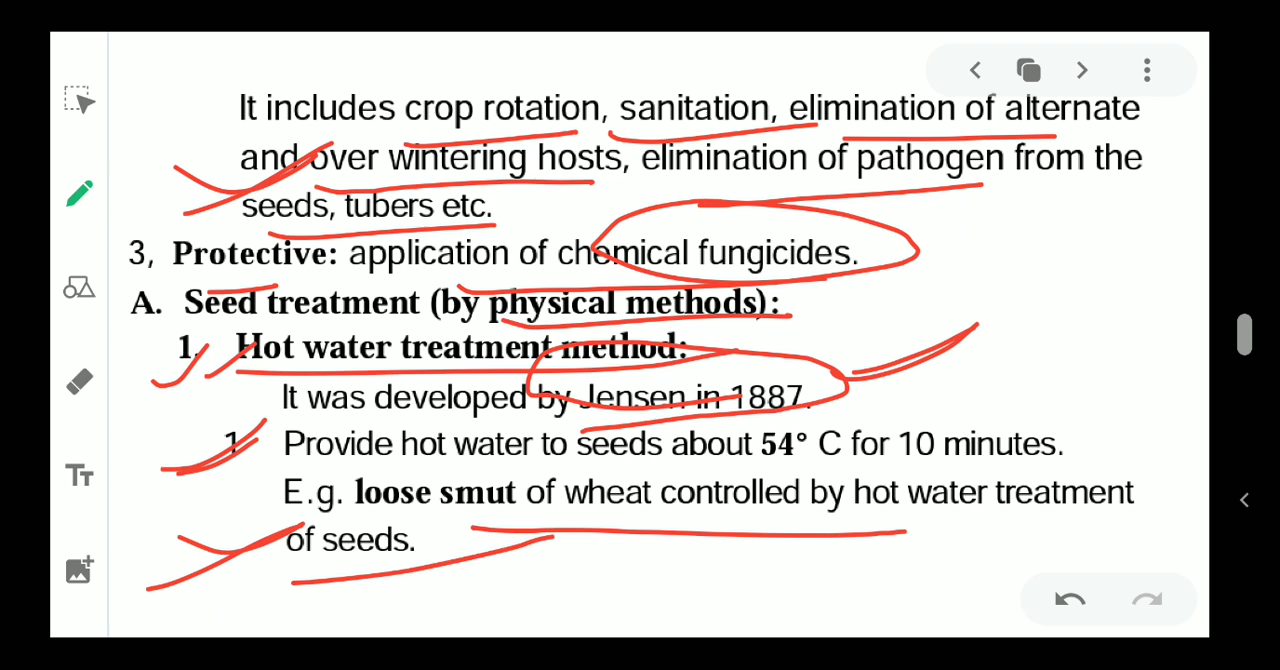 It includes crop rotation, sanitation, elimination of alternate
and over wintering hosts, elimination of pathogen from the
seeds, tubers etc.
3, Protective: application of chemical fungicides.
A. Seed treatment (by physical methods):
1. Hot water treatment method:
It was developed by Jensen in 1887.
1 Provide hot water to seeds about 54° C for 10 minutes.
E.g. loose smut of wheat controlled by hot water treatment
of seeds.
TT